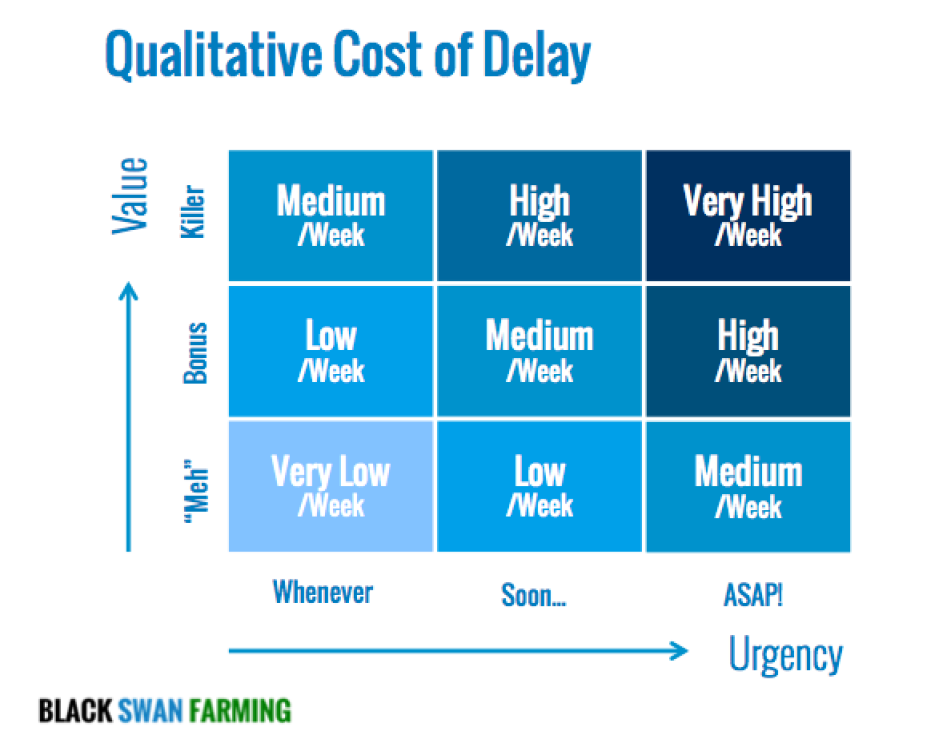 Qualitative Cost of Delay
Value
Killer
Medium
/Week
High
/Week
Very High
/Week
Bonus
Low
/Week
Medium
/Week
High
/Week
“Meh”
Very Low
/Week
Low
/Week
Medium
/Week
Whenever
Soon...
ASAP!
Urgency
BLACK SWAN FARMING